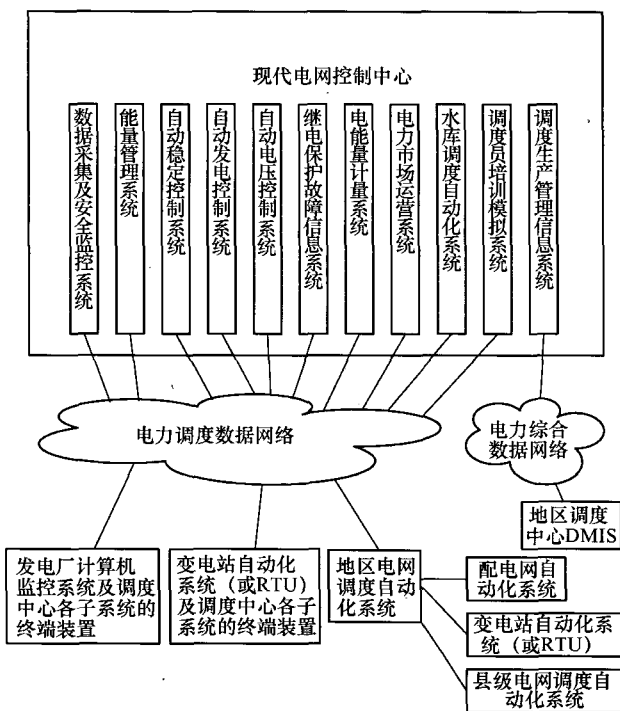 现代电网控制中心
数据采集及安全监控系统
能量管理系统
自动稳定控制系统
自动发电控制系统
自动电压控制系统
继电保护故障信息系统
电能量计量系统
电力市场运营系统
水库调度自动化系统
调度员培训模拟系统
调度生产管理信息系统
电力调度数据网络
电力综合
数据网络
地区调度
中心DMIS
发电厂计算机
监控系统及调度
中心各子系统的
终端装置
变电站自动化
系统（或RTU）
及调度中心各子
系统的终端装置
地区电网
调度自动
化系统
配电网自
动化系统
变电站自动化系
统（或RTU）
县级电网调度自
动化系统